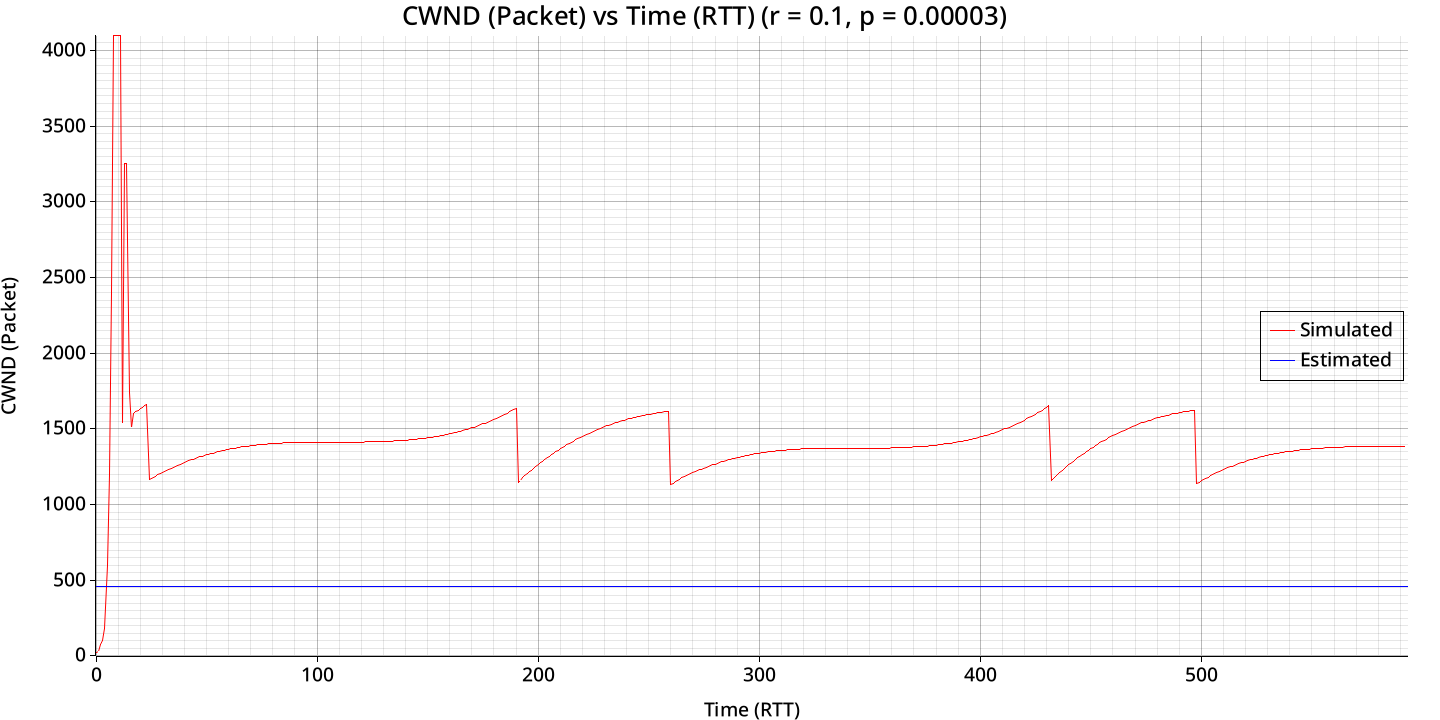 CWND (Packet) vs Time (RTT) (r = 0.1, p = 0.00003)
4000
3500
3000
2500
2000
1500
1000
500
0
CWND (Packet)
Simulated
Estimated
0 100 200 300 400 500
Time (RTT)